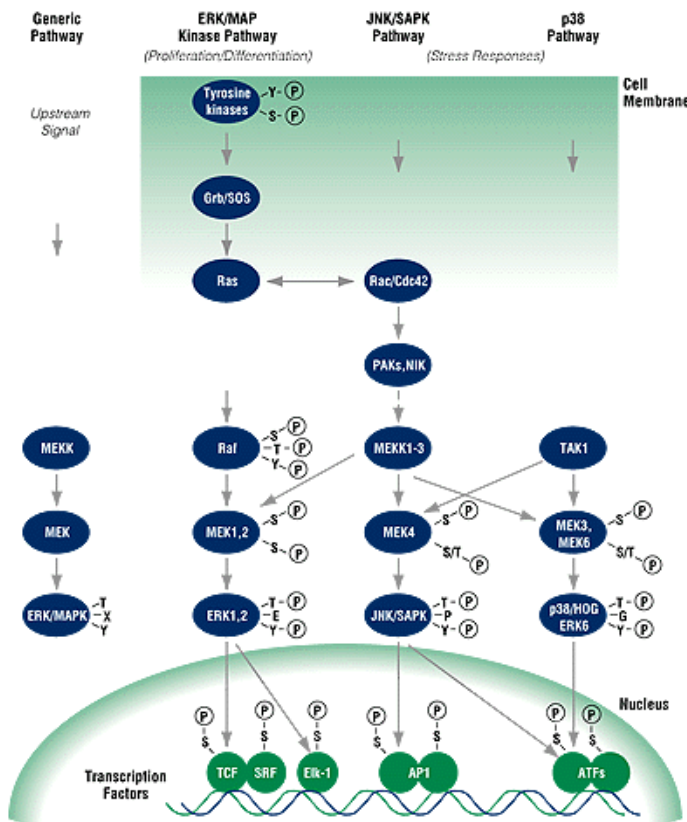 Generic
Pathway
ERK/MAP
Kinase Pathway
(Proliferation/Differentiation)
JNK/SAPK
Pathway
p38
Pathway
(Stress Responses)
Cell
Membrane
Upstream
Signal
Tyrosine
kinases
Y-P
S-P
Grb/SOS
Ras
Rac/Cdc42
PAKs,NIK
MEKK
Raf
S-P
T-P
Y-P
MEKK1-3
TAK1
MEK
MEK1,2
S-P
S-P
MEK4
S-P
S/T-P
MEK3,
MEK6
S-P
S/T-P
ERK/MAPK
T
X
Y
ERK1,2
T-P
E
Y-P
JNK/SAPK
T-P
P
Y-P
p38/HOG
ERK6
T-P
G
Y-P
Nucleus
P
S
P
S
P
S
P
S
P
S
P
S
P
S
TCF
SRF
Elk-1
AP1
ATFs
Transcription
Factors